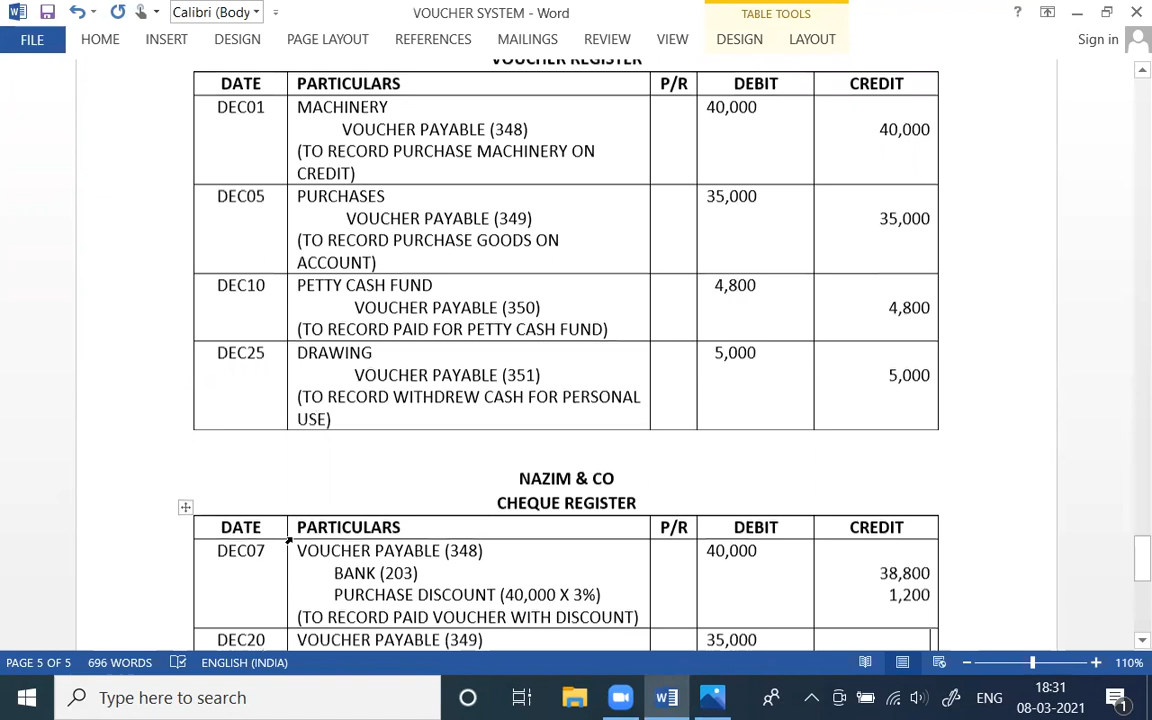 Calibri (Body
VOUCHER SYSTEM - Word
TABLE TOOLS
?
FILE
HOME
INSERT
DESIGN
PAGE LAYOUT
REFERENCES
MAILINGS
REVIEW
VIEW
DESIGN
LAYOUT
Sign in
VOUCHER REGISTER
DATE PARTICULARS P/R DEBIT CREDIT
DEC01 MACHINERY 40,000
VOUCHER PAYABLE (348) 40,000
(TO RECORD PURCHASE MACHINERY ON
CREDIT)
DEC05 PURCHASES 35,000
VOUCHER PAYABLE (349) 35,000
(TO RECORD PURCHASE GOODS ON
ACCOUNT)
DEC10 PETTY CASH FUND 4,800
VOUCHER PAYABLE (350) 4,800
(TO RECORD PAID FOR PETTY CASH FUND)
DEC25 DRAWING 5,000
VOUCHER PAYABLE (351) 5,000
(TO RECORD WITHDREW CASH FOR PERSONAL
USE)
NAZIM & CO
CHEQUE REGISTER
DATE PARTICULARS P/R DEBIT CREDIT
DEC07 VOUCHER PAYABLE (348) 40,000
BANK (203) 38,800
PURCHASE DISCOUNT (40,000 X 3%) 1,200
(TO RECORD PAID VOUCHER WITH DISCOUNT)
DEC20 VOUCHER PAYABLE (349) 35,000
PAGE 5 OF 5
696 WORDS
ENGLISH (INDIA)
110%
Type here to search
ENG
18:31
08-03-2021
1